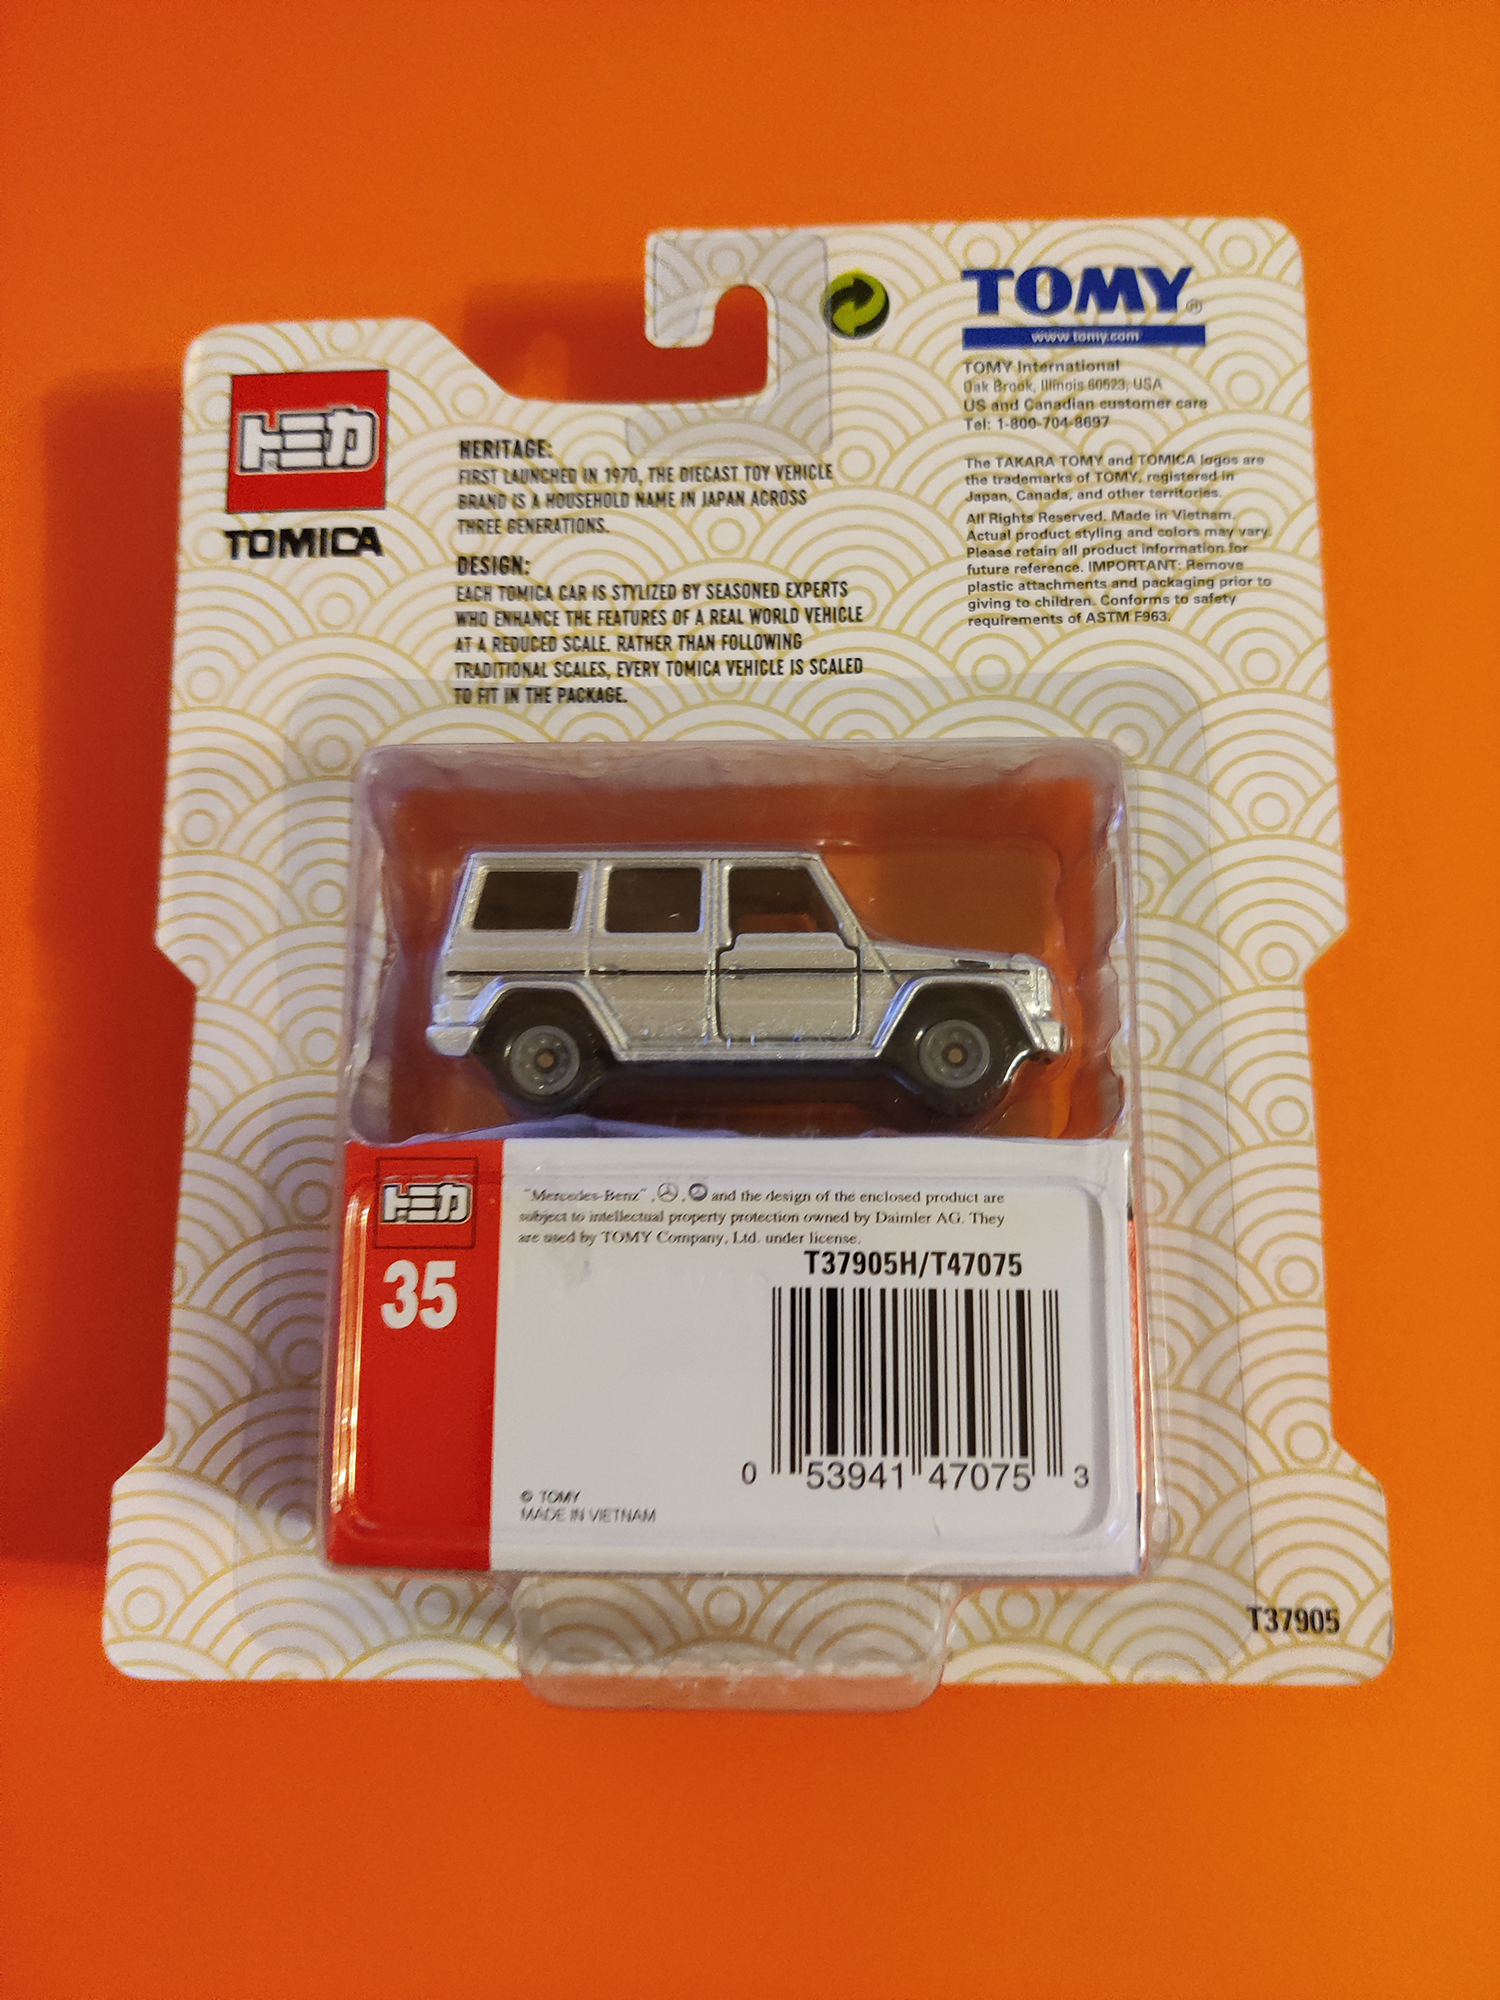 TOMY®
www.tomy.com
TOMY International
Oak Brook, Illinois 60523, USA
US and Canadian customer care
Tel: 1-800-704-8697
トミカ
TOMICA
HERITAGE:
FIRST LAUNCHED IN 1970, THE DIECAST TOY VEHICLE
BRAND IS A HOUSEHOLD NAME IN JAPAN ACROSS
THREE GENERATIONS.
DESIGN:
EACH TOMICA CAR IS STYLIZED BY SEASONED EXPERTS
WHO ENHANCE THE FEATURES OF A REAL WORLD VEHICLE
AT A REDUCED SCALE. RATHER THAN FOLLOWING
TRADITIONAL SCALES, EVERY TOMICA VEHICLE IS SCALED
TO FIT IN THE PACKAGE.
The TAKARA TOMY and TOMICA logos are
the trademarks of TOMY, registered in
Japan, Canada, and other territories.
All Rights Reserved. Made in Vietnam.
Actual product styling and colors may vary.
Please retain all product information for
future reference. IMPORTANT: Remove
plastic attachments and packaging prior to
giving to children. Conforms to safety
requirements of ASTM F963.
トミカ
35
"Mercedes-Benz", , and the design of the enclosed product are
subject to intellectual property protection owned by Daimler AG. They
are used by TOMY Company, Ltd. under license.
T37905H/T47075
0 53941 47075 3
© TOMY
MADE IN VIETNAM
T37905